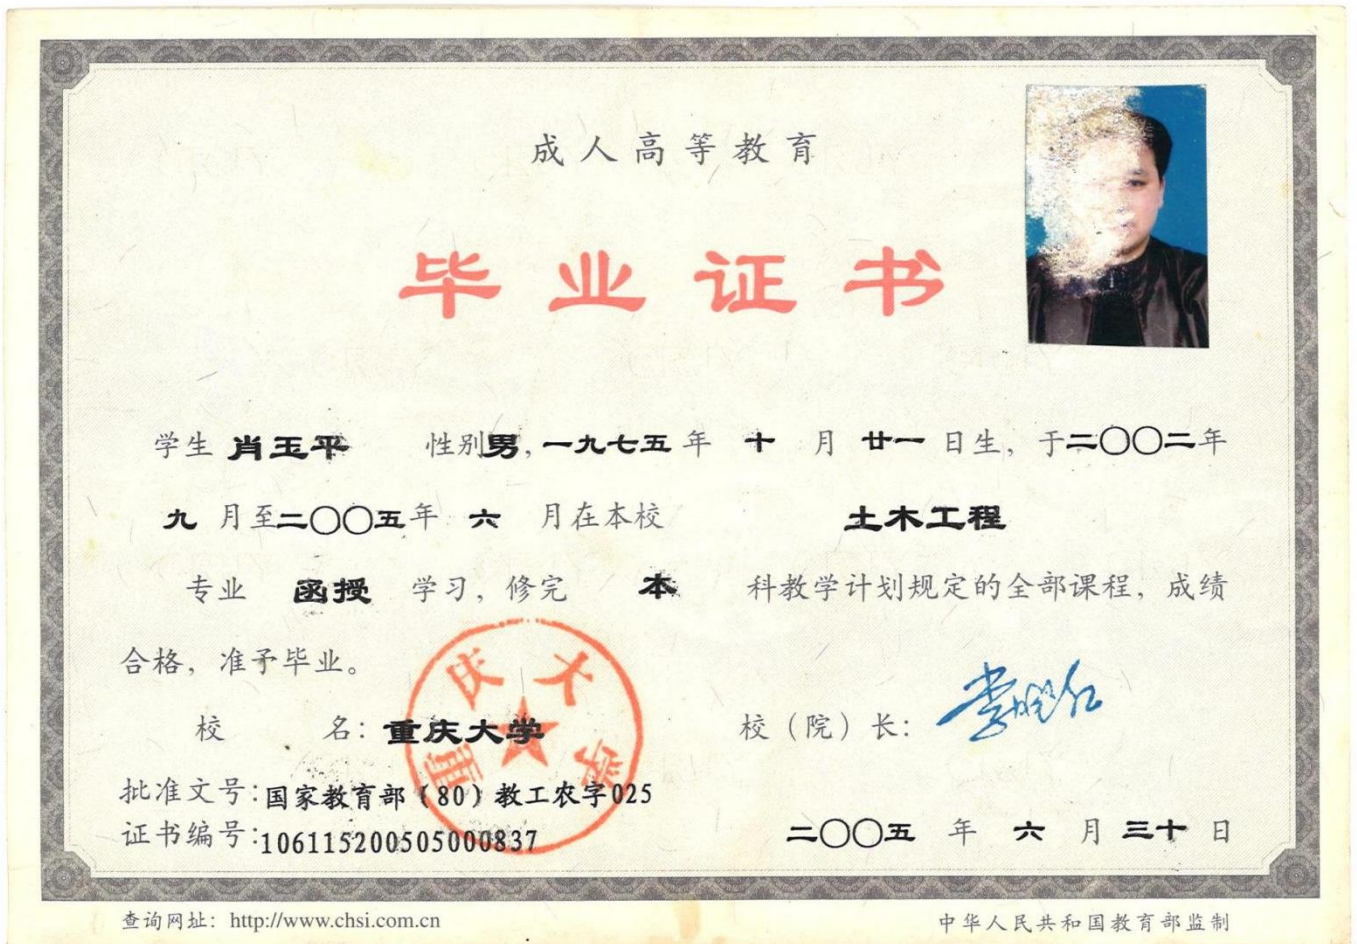 成人高等教育
毕业证书
学生 肖玉平 性别男,一九七五 年 十 月 廿一 日生, 于二〇〇二年
九 月至二〇〇五年 六 月在本校 土木工程
专业 函授 学习, 修完 本 科教学计划规定的全部课程, 成绩
合格, 准予毕业。
重庆大学
校 名: 重庆大学 校（院）长:
批准文号:国家教育部（80）教工农字025
证书编号:106115200505000837
二〇〇五 年 六 月 三十 日
查询网址: http://www.chsi.com.cn 中华人民共和国教育部监制